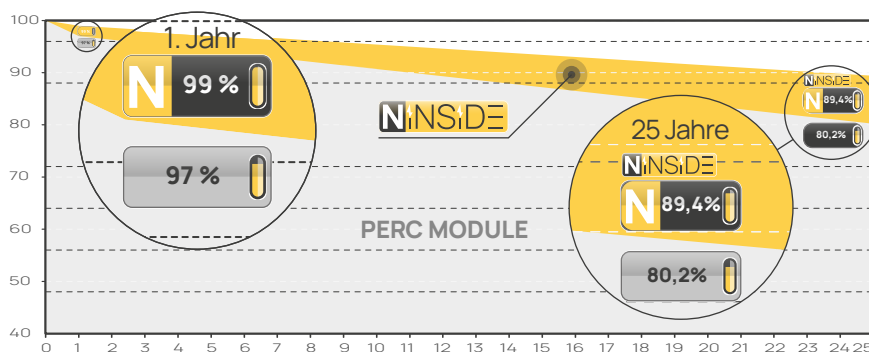 100
90
80
70
60
50
40
1. Jahr
N 99 %
97 %
NiNSiDE
PERC MODULE
25 Jahre
NiNSiDE
N 89,4%
80,2%
NiNSiDE
N 89,4%
80,2%
0 1 2 3 4 5 6 7 8 9 10 11 12 13 14 15 16 17 18 19 20 21 22 23 24 25